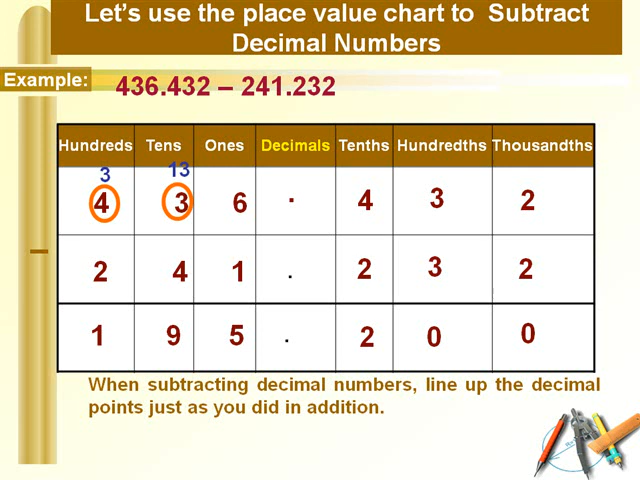 Let's use the place value chart to Subtract
Decimal Numbers
Example:
436.432 – 241.232
Hundreds Tens Ones Decimals Tenths Hundredths Thousandths
3 13
4 3 6 . 4 3 2
– 2 4 1 . 2 3 2
1 9 5 . 2 0 0
When subtracting decimal numbers, line up the decimal
points just as you did in addition.